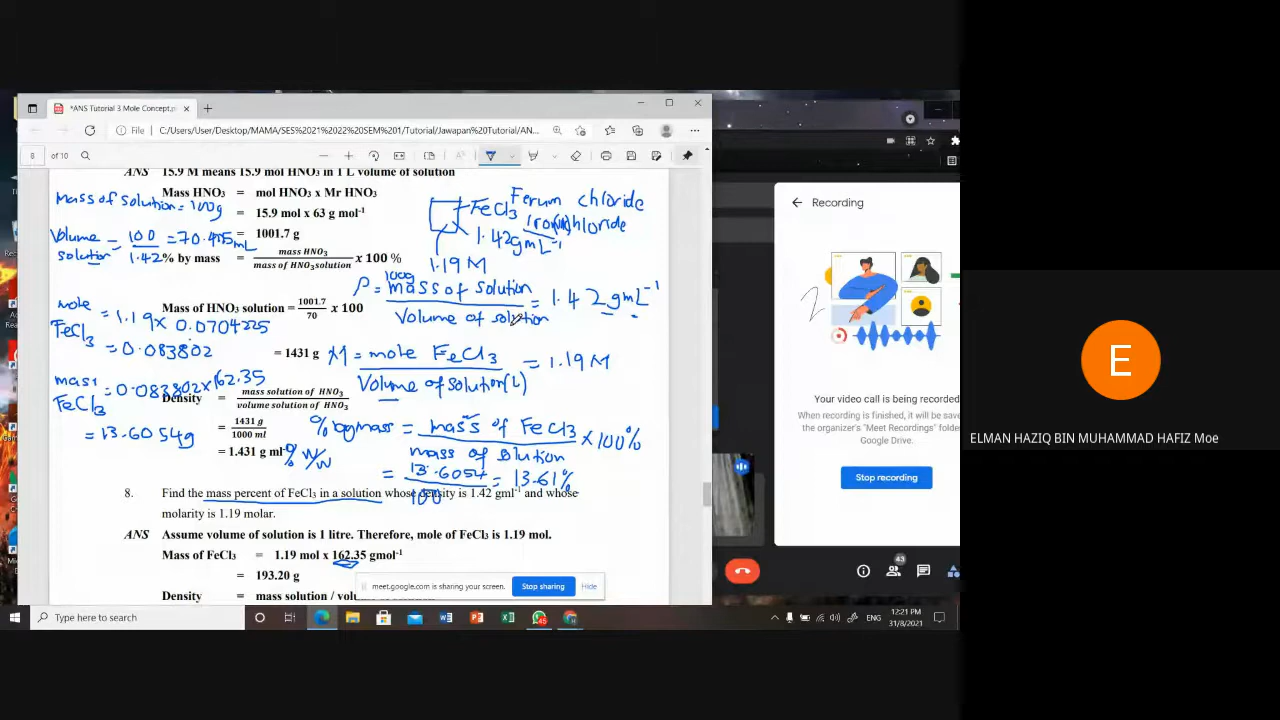 *ANS Tutorial 3 Mole Concept.p
File
C:/Users/User/Desktop/MAMA/SES%2021%2022%20SEM%201/Tutorial/Jawapan%20Tutorial/AN...
8 of 10
ANS 15.9 M means 15.9 mol HNO3 in 1 L volume of solution
Mass HNO3 = mol HNO3 x Mr HNO3
= 15.9 mol x 63 g mol-1
= 1001.7 g
% by mass = mass HNO3 / mass of HNO3 solution x 100 %
Mass of HNO3 solution = 1001.7 / 70 x 100
= 1431 g
Density = mass solution of HNO3 / volume solution of HNO3
= 1431 g / 1000 ml
= 1.431 g ml-1
Mass of solution = 100g
Volume solution = 100 / 1.42 = 70.4225 mL
mole FeCl3 = 1.19 x 0.0704225
= 0.083802
mass FeCl3 = 0.083802 x 162.35
= 13.6054g
FeCl3 Ferum chloride
Iron(III)chloride
1.42gmL-1
1.19 M
100g
ρ = mass of solution / Volume of solution = 1.42 gmL-1
M = mole FeCl3 / Volume of solution(L) = 1.19 M
% by mass = mass of FeCl3 / mass of solution x 100%
% w/w
= 13.6054 / 100 = 13.61%
8. Find the mass percent of FeCl3 in a solution whose density is 1.42 gml-1 and whose
molarity is 1.19 molar.
ANS Assume volume of solution is 1 litre. Therefore, mole of FeCl3 is 1.19 mol.
Mass of FeCl3 = 1.19 mol x 162.35 gmol-1
= 193.20 g
Density = mass solution /
meet.google.com is sharing your screen.
Stop sharing
Hide
Type here to search
45
ENG
12:21 PM
31/8/2021
Recording
2
Your video call is being recorded
When recording is finished, it will be saved
the organizer's "Meet Recordings" folder
Google Drive.
Stop recording
43
E
ELMAN HAZIQ BIN MUHAMMAD HAFIZ Moe